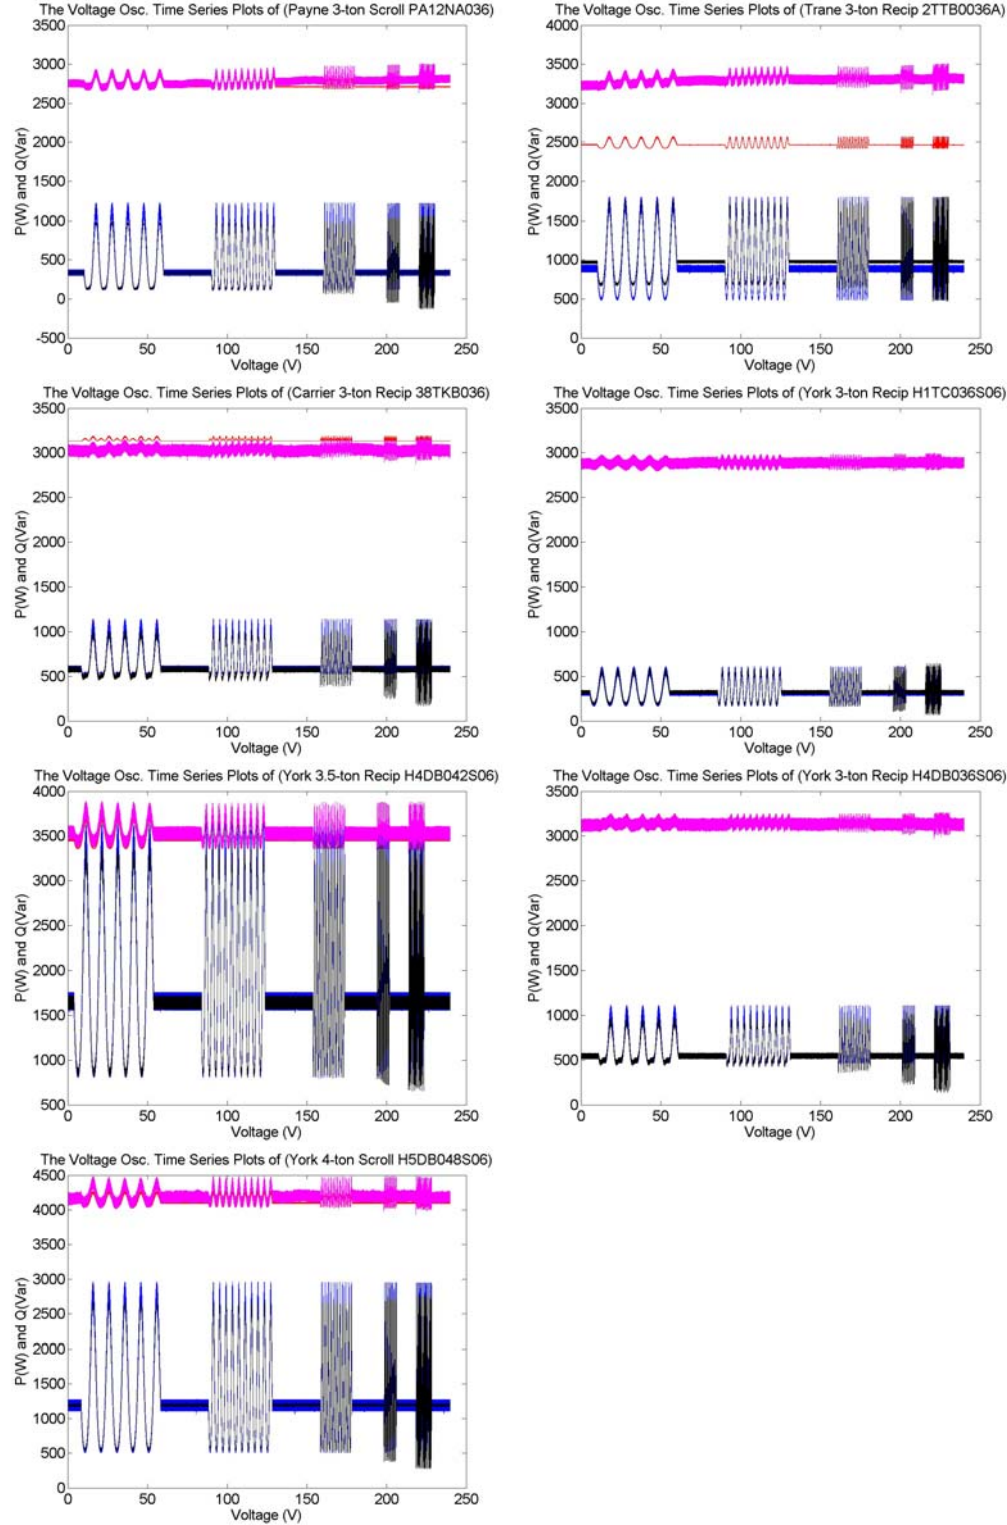 The Voltage Osc. Time Series Plots of (Payne 3-ton Scroll PA12NA036)
P(W) and Q(Var)
3500
3000
2500
2000
1500
1000
500
0
-500
0 50 100 150 200 250
Voltage (V)
The Voltage Osc. Time Series Plots of (Trane 3-ton Recip 2TTB0036A)
P(W) and Q(Var)
4000
3500
3000
2500
2000
1500
1000
500
0
0 50 100 150 200 250
Voltage (V)
The Voltage Osc. Time Series Plots of (Carrier 3-ton Recip 38TKB036)
P(W) and Q(Var)
3500
3000
2500
2000
1500
1000
500
0
0 50 100 150 200 250
Voltage (V)
The Voltage Osc. Time Series Plots of (York 3-ton Recip H1TC036S06)
P(W) and Q(Var)
3500
3000
2500
2000
1500
1000
500
0
0 50 100 150 200 250
Voltage (V)
The Voltage Osc. Time Series Plots of (York 3.5-ton Recip H4DB042S06)
P(W) and Q(Var)
4000
3500
3000
2500
2000
1500
1000
500
0 50 100 150 200 250
Voltage (V)
The Voltage Osc. Time Series Plots of (York 3-ton Recip H4DB036S06)
P(W) and Q(Var)
3500
3000
2500
2000
1500
1000
500
0
0 50 100 150 200 250
Voltage (V)
The Voltage Osc. Time Series Plots of (York 4-ton Scroll H5DB048S06)
P(W) and Q(Var)
4500
4000
3500
3000
2500
2000
1500
1000
500
0
0 50 100 150 200 250
Voltage (V)